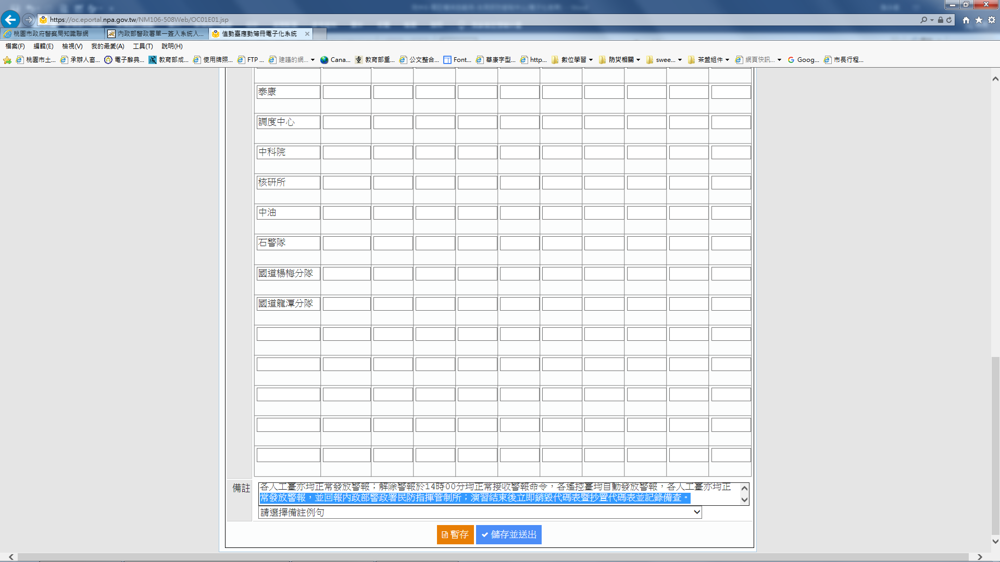 https://oc.eportal.npa.gov.tw/NM106-508Web/OC01E01.jsp
桃園市政府警察局知識聯網
內政部警政署單一簽入系統入...
值勤臺應勤簿冊電子化系統
檔案(F) 編輯(E) 檢視(V) 我的最愛(A) 工具(T) 說明(H)
桃園市土... 承辦人窗... 電子辭典... 教育部成... 使用牌照... FTP ... 建議的網... Cana... 教育部重... 公文整合... Font... 華康字型... http... 數位學習 防災相關 swee... 茶盤組件 網頁快訊... Goog... 市長行程...
泰康
調度中心
中科院
核研所
中油
石警隊
國道楊梅分隊
國道龍潭分隊
備註
各人工臺亦均正常發放警報；解除警報於14時00分均正常接收警報命令，各遙控臺均自動發放警報，各人工臺亦均正
常發放警報，並回報內政部警政署民防指揮管制所；演習結束後立即銷毀代碼表暨抄置代碼表並記錄備查。
請選擇備註例句
暫存 儲存並送出